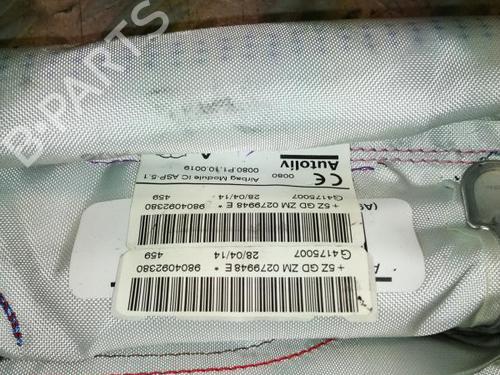 B-PARTS
Autoliv
0080
0080.P1.10.0019
Airbag Module IC ASP-5.1
G4175007 28/04/14 459
+ 5Z GD ZM 0279948 E * 9804092380
G4175007 28/04/14 459
+ 5Z GD ZM 0279948 E * 9804092380